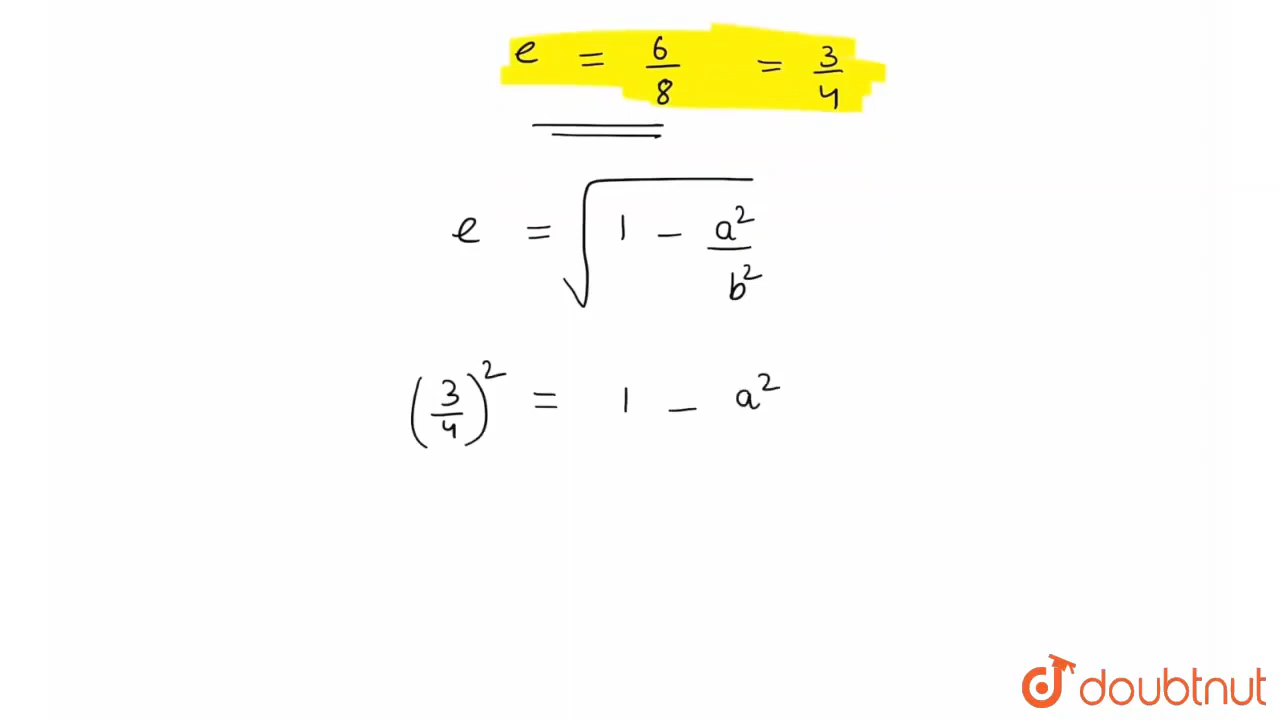 e = 6/8 = 3/4
e = √(1 - a²/b²)
(3/4)² = 1 - a²
doubtnut